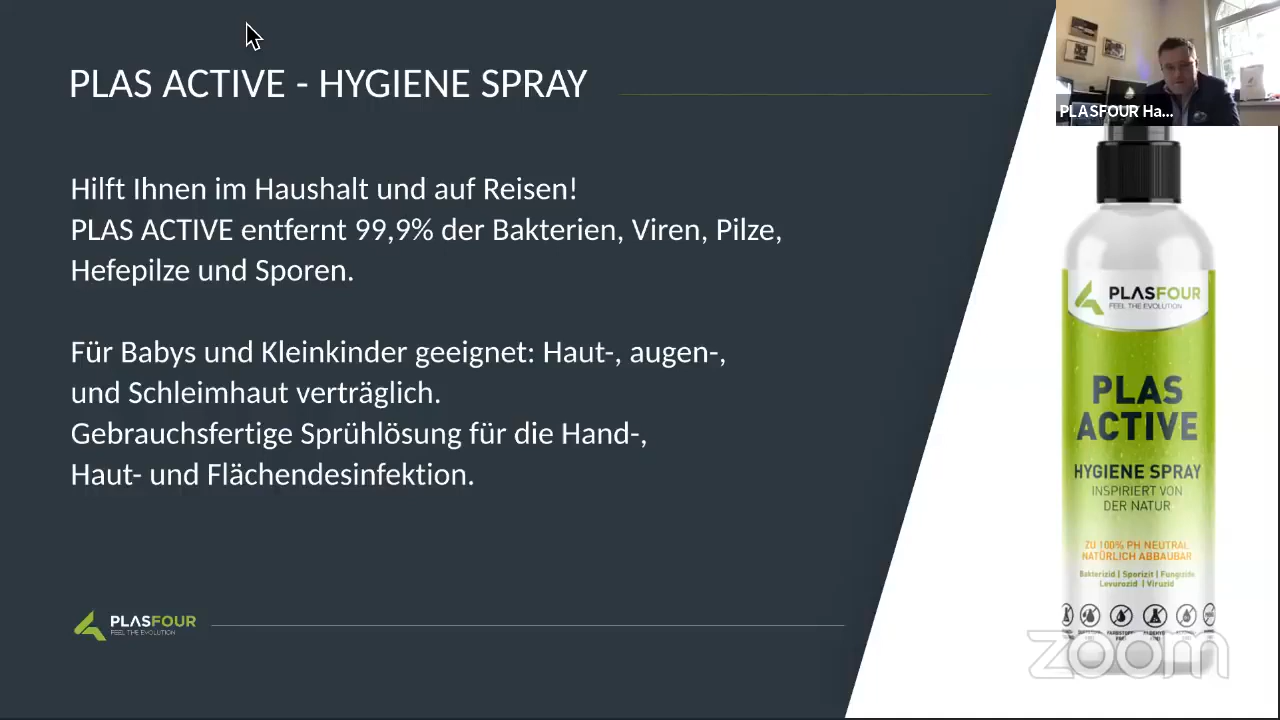 PLAS ACTIVE - HYGIENE SPRAY
Hilft Ihnen im Haushalt und auf Reisen!
PLAS ACTIVE entfernt 99,9% der Bakterien, Viren, Pilze,
Hefepilze und Sporen.
Für Babys und Kleinkinder geeignet: Haut-, augen-,
und Schleimhaut verträglich.
Gebrauchsfertige Sprühlösung für die Hand-,
Haut- und Flächendesinfektion.
PLASFOUR
FEEL THE EVOLUTION
PLASFOUR Ha...
PLASFOUR
FEEL THE EVOLUTION
PLAS
ACTIVE
HYGIENE SPRAY
INSPIRIERT VON
DER NATUR
ZU 100% PH NEUTRAL
NATÜRLICH ABBAUBAR
Bakterizid | Sporizit | Fungizide
Levurozid | Viruzid
zoom